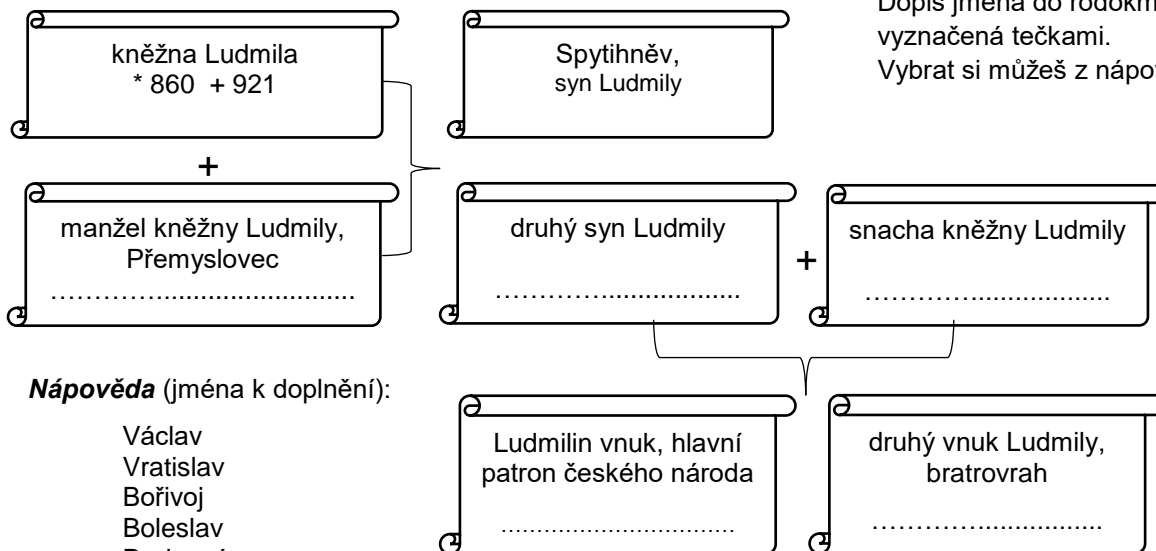 Dopiš jména do
vyznačená tečkami.
Vybrat si můžeš z
kněžna Ludmila
* 860 + 921
Spytihněv,
syn Ludmily
+
manžel kněžny Ludmily,
Přemyslovec
.......................................
druhý syn Ludmily
.................................
+
snacha kněžny Ludmily
.................................
Nápověda (jména k doplnění):
Václav
Vratislav
Bořivoj
Boleslav
Ludmilin vnuk, hlavní
patron českého národa
.................................
druhý vnuk Ludmily,
bratrovrah
.................................